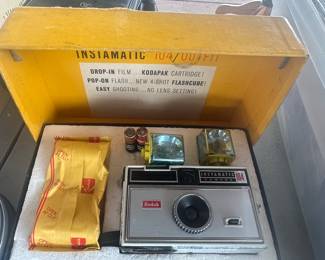 INSTAMATIC 104/OUTFIT
DROP-IN FILM...KODAPAK CARTRIDGE!
POP-ON FLASH...NEW 4-SHOT FLASHCUBE!
EASY SHOOTING...NO LENS SETTING!
INSTAMATIC 104
CAMERA
Kodak